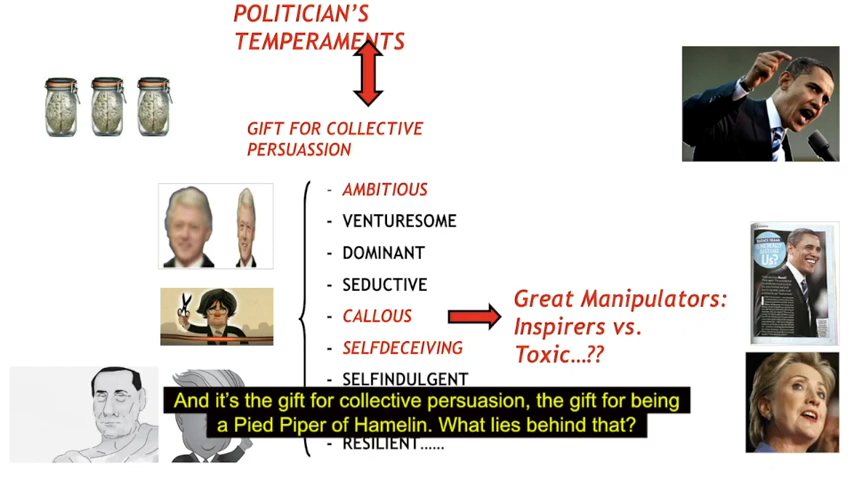 POLITICIAN'S
TEMPERAMENTS
GIFT FOR COLLECTIVE
PERSUASSION
- AMBITIOUS
- VENTURESOME
- DOMINANT
- SEDUCTIVE
- CALLOUS
- SELFDECEIVING
- SELFINDULGENT
- RESILIENT......
Great Manipulators:
Inspirers vs.
Toxic...??
Us?
And it's the gift for collective persuasion, the gift for being
a Pied Piper of Hamelin. What lies behind that?